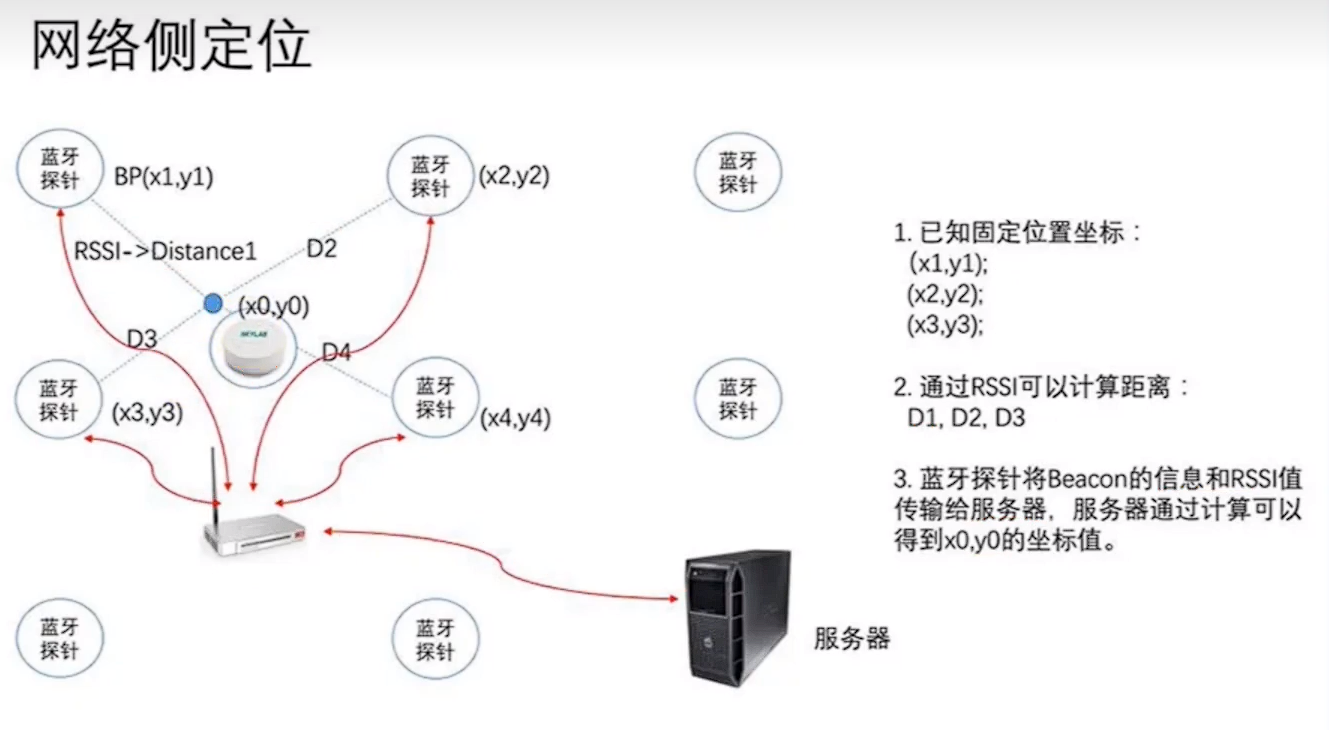 网络侧定位
蓝牙
探针
BP(x1,y1)
蓝牙
探针
(x2,y2)
蓝牙
探针
RSSI->Distance1
D2
(x0,y0)
SKYLAB
D3
D4
蓝牙
探针
(x3,y3)
蓝牙
探针
(x4,y4)
蓝牙
探针
蓝牙
探针
蓝牙
探针
服务器
1. 已知固定位置坐标：
(x1,y1);
(x2,y2);
(x3,y3);
2. 通过RSSI可以计算距离：
D1, D2, D3
3. 蓝牙探针将Beacon的信息和RSSI值
传输给服务器，服务器通过计算可以
得到x0,y0的坐标值。